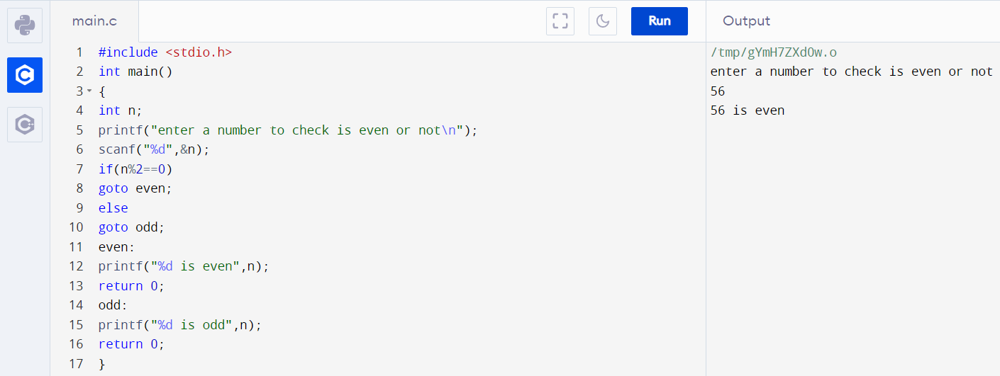 main.c
Run
Output
1 #include <stdio.h>
2 int main()
3 {
4 int n;
5 printf("enter a number to check is even or not\n");
6 scanf("%d",&n);
7 if(n%2==0)
8 goto even;
9 else
10 goto odd;
11 even:
12 printf("%d is even",n);
13 return 0;
14 odd:
15 printf("%d is odd",n);
16 return 0;
17 }
/tmp/gYmH7ZXdOw.o
enter a number to check is even or not
56
56 is even